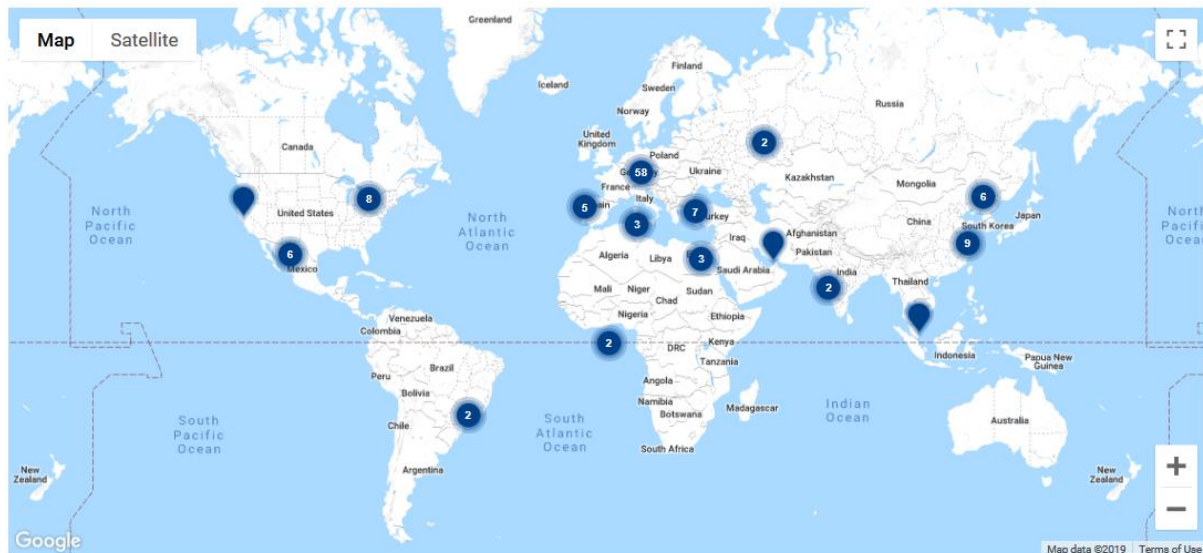 Map
Satellite
Greenland
Iceland
Finland
Sweden
Norway
Russia
Canada
United
Kingdom
Poland
2
58
Ukraine
France
Kazakhstan
Mongolia
North
Pacific
Ocean
United States
8
North
Atlantic
Ocean
5
Italy
3
7
Turkey
6
China
South Korea
Japan
9
6
Mexico
Algeria
Libya
3
Iraq
Afghanistan
Pakistan
Saudi Arabia
2
India
Thailand
Mali
Niger
Chad
Sudan
Nigeria
Ethiopia
Venezuela
Colombia
2
DRC
Kenya
Tanzania
Indonesia
Papua New
Guinea
Peru
Brazil
Bolivia
2
Chile
Angola
Namibia
Botswana
Madagascar
South Africa
Indian
Ocean
Australia
South
Pacific
Ocean
South
Atlantic
Ocean
Argentina
New
Zealand
New
Zealand
+
−
Google
Map data ©2019
Terms of Use